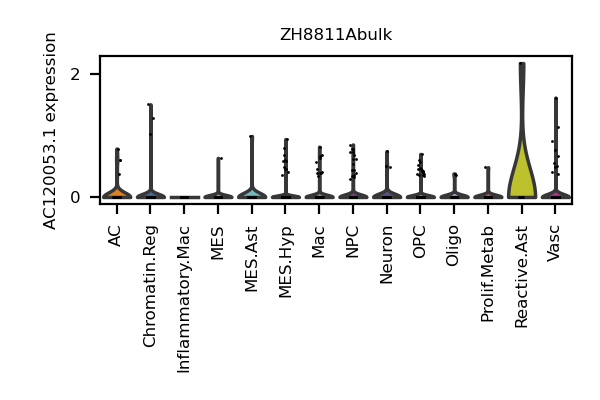 ZH8811Abulk
AC120053.1 expression
2
0
AC
Chromatin.Reg
Inflammatory.Mac
MES
MES.Ast
MES.Hyp
Mac
NPC
Neuron
OPC
Oligo
Prolif.Metab
Reactive.Ast
Vasc